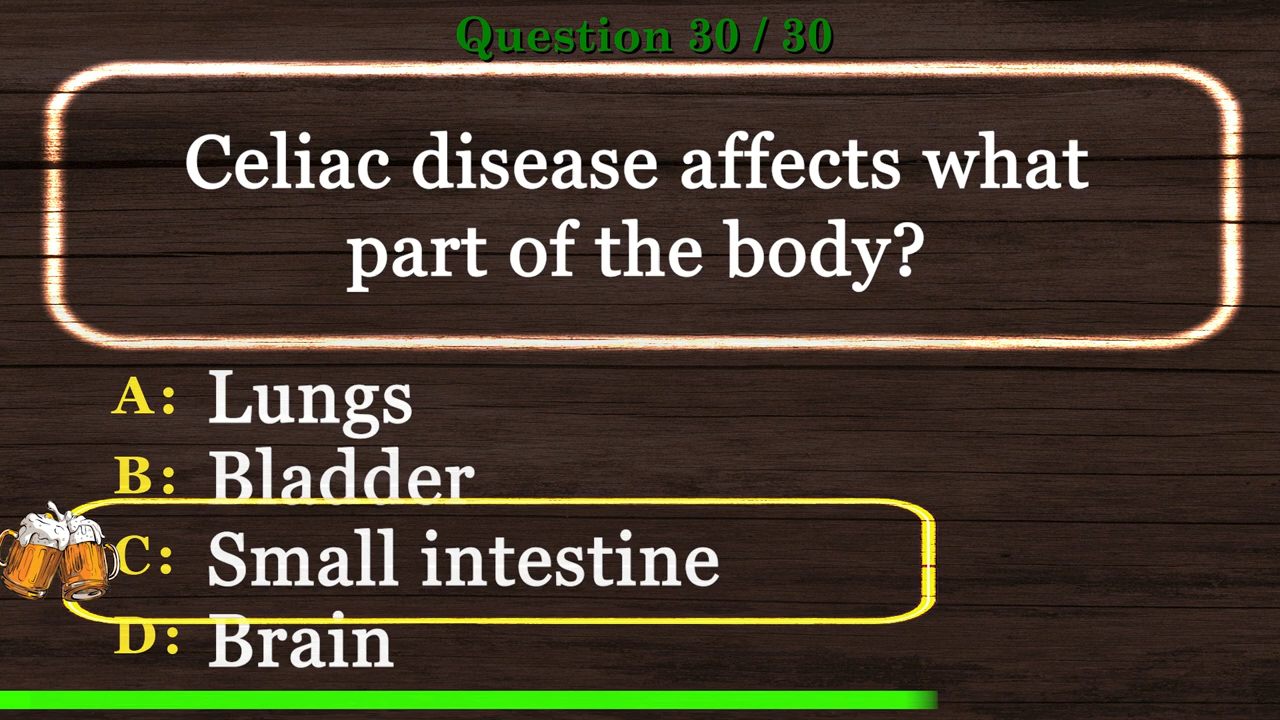 Question 30 / 30
Celiac disease affects what
part of the body?
A: Lungs
B: Bladder
C: Small intestine
D: Brain